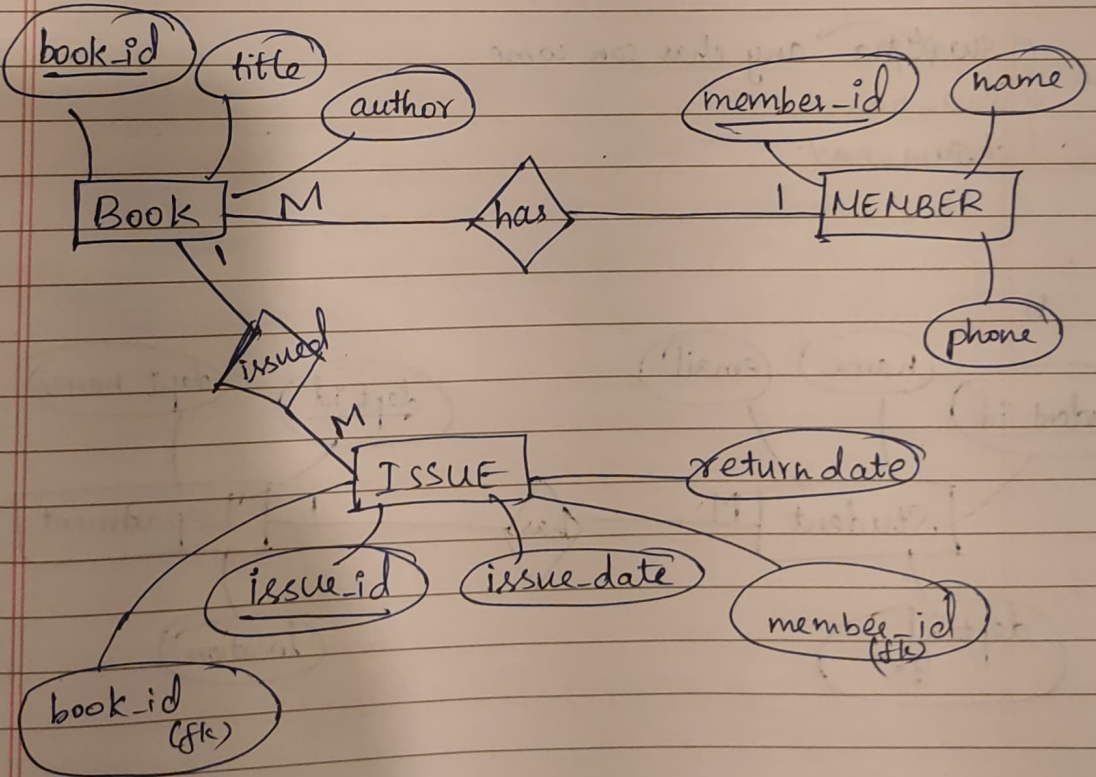 book_id
title
author
member_id
name
BOOK
M
has
1
MEMBER
1
phone
issued
M
ISSUE
return date
issue_id
issue_date
member_id
(fk)
book_id
(fk)